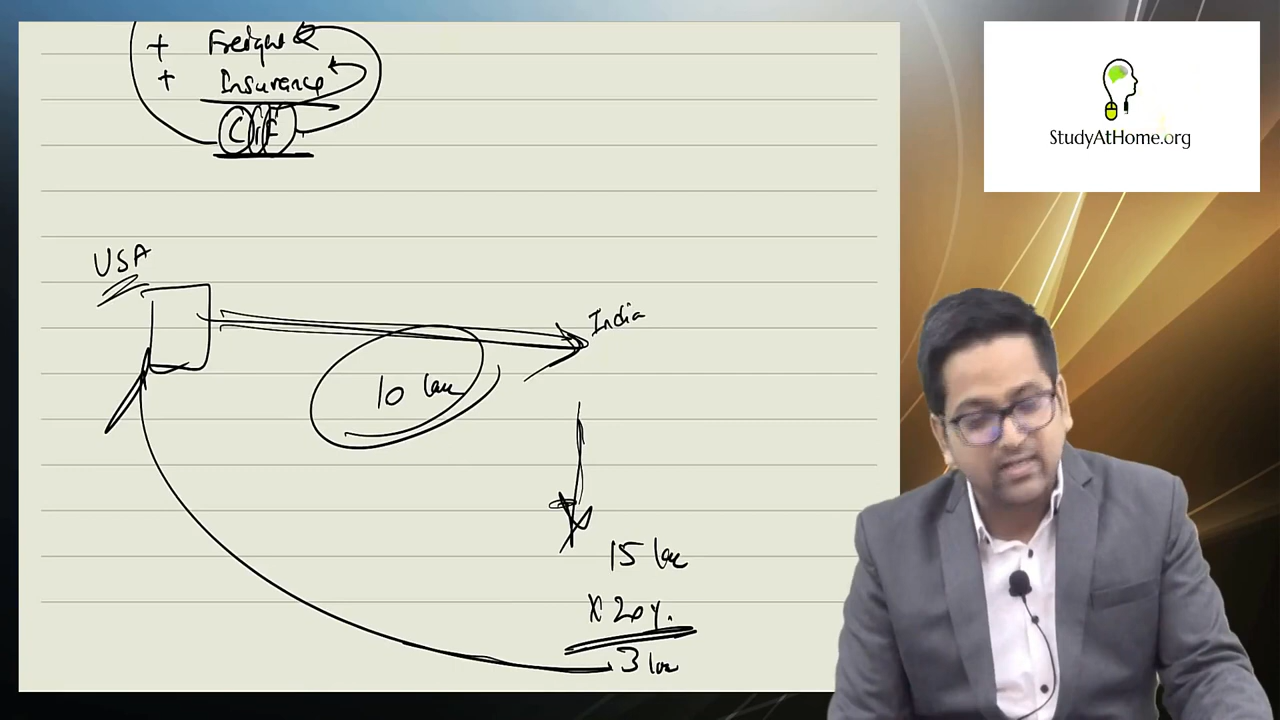 + Freight
+ Insurance
CIF
StudyAtHome.org
USA
India
10 lac
15 lac
X 20%.
3 lac